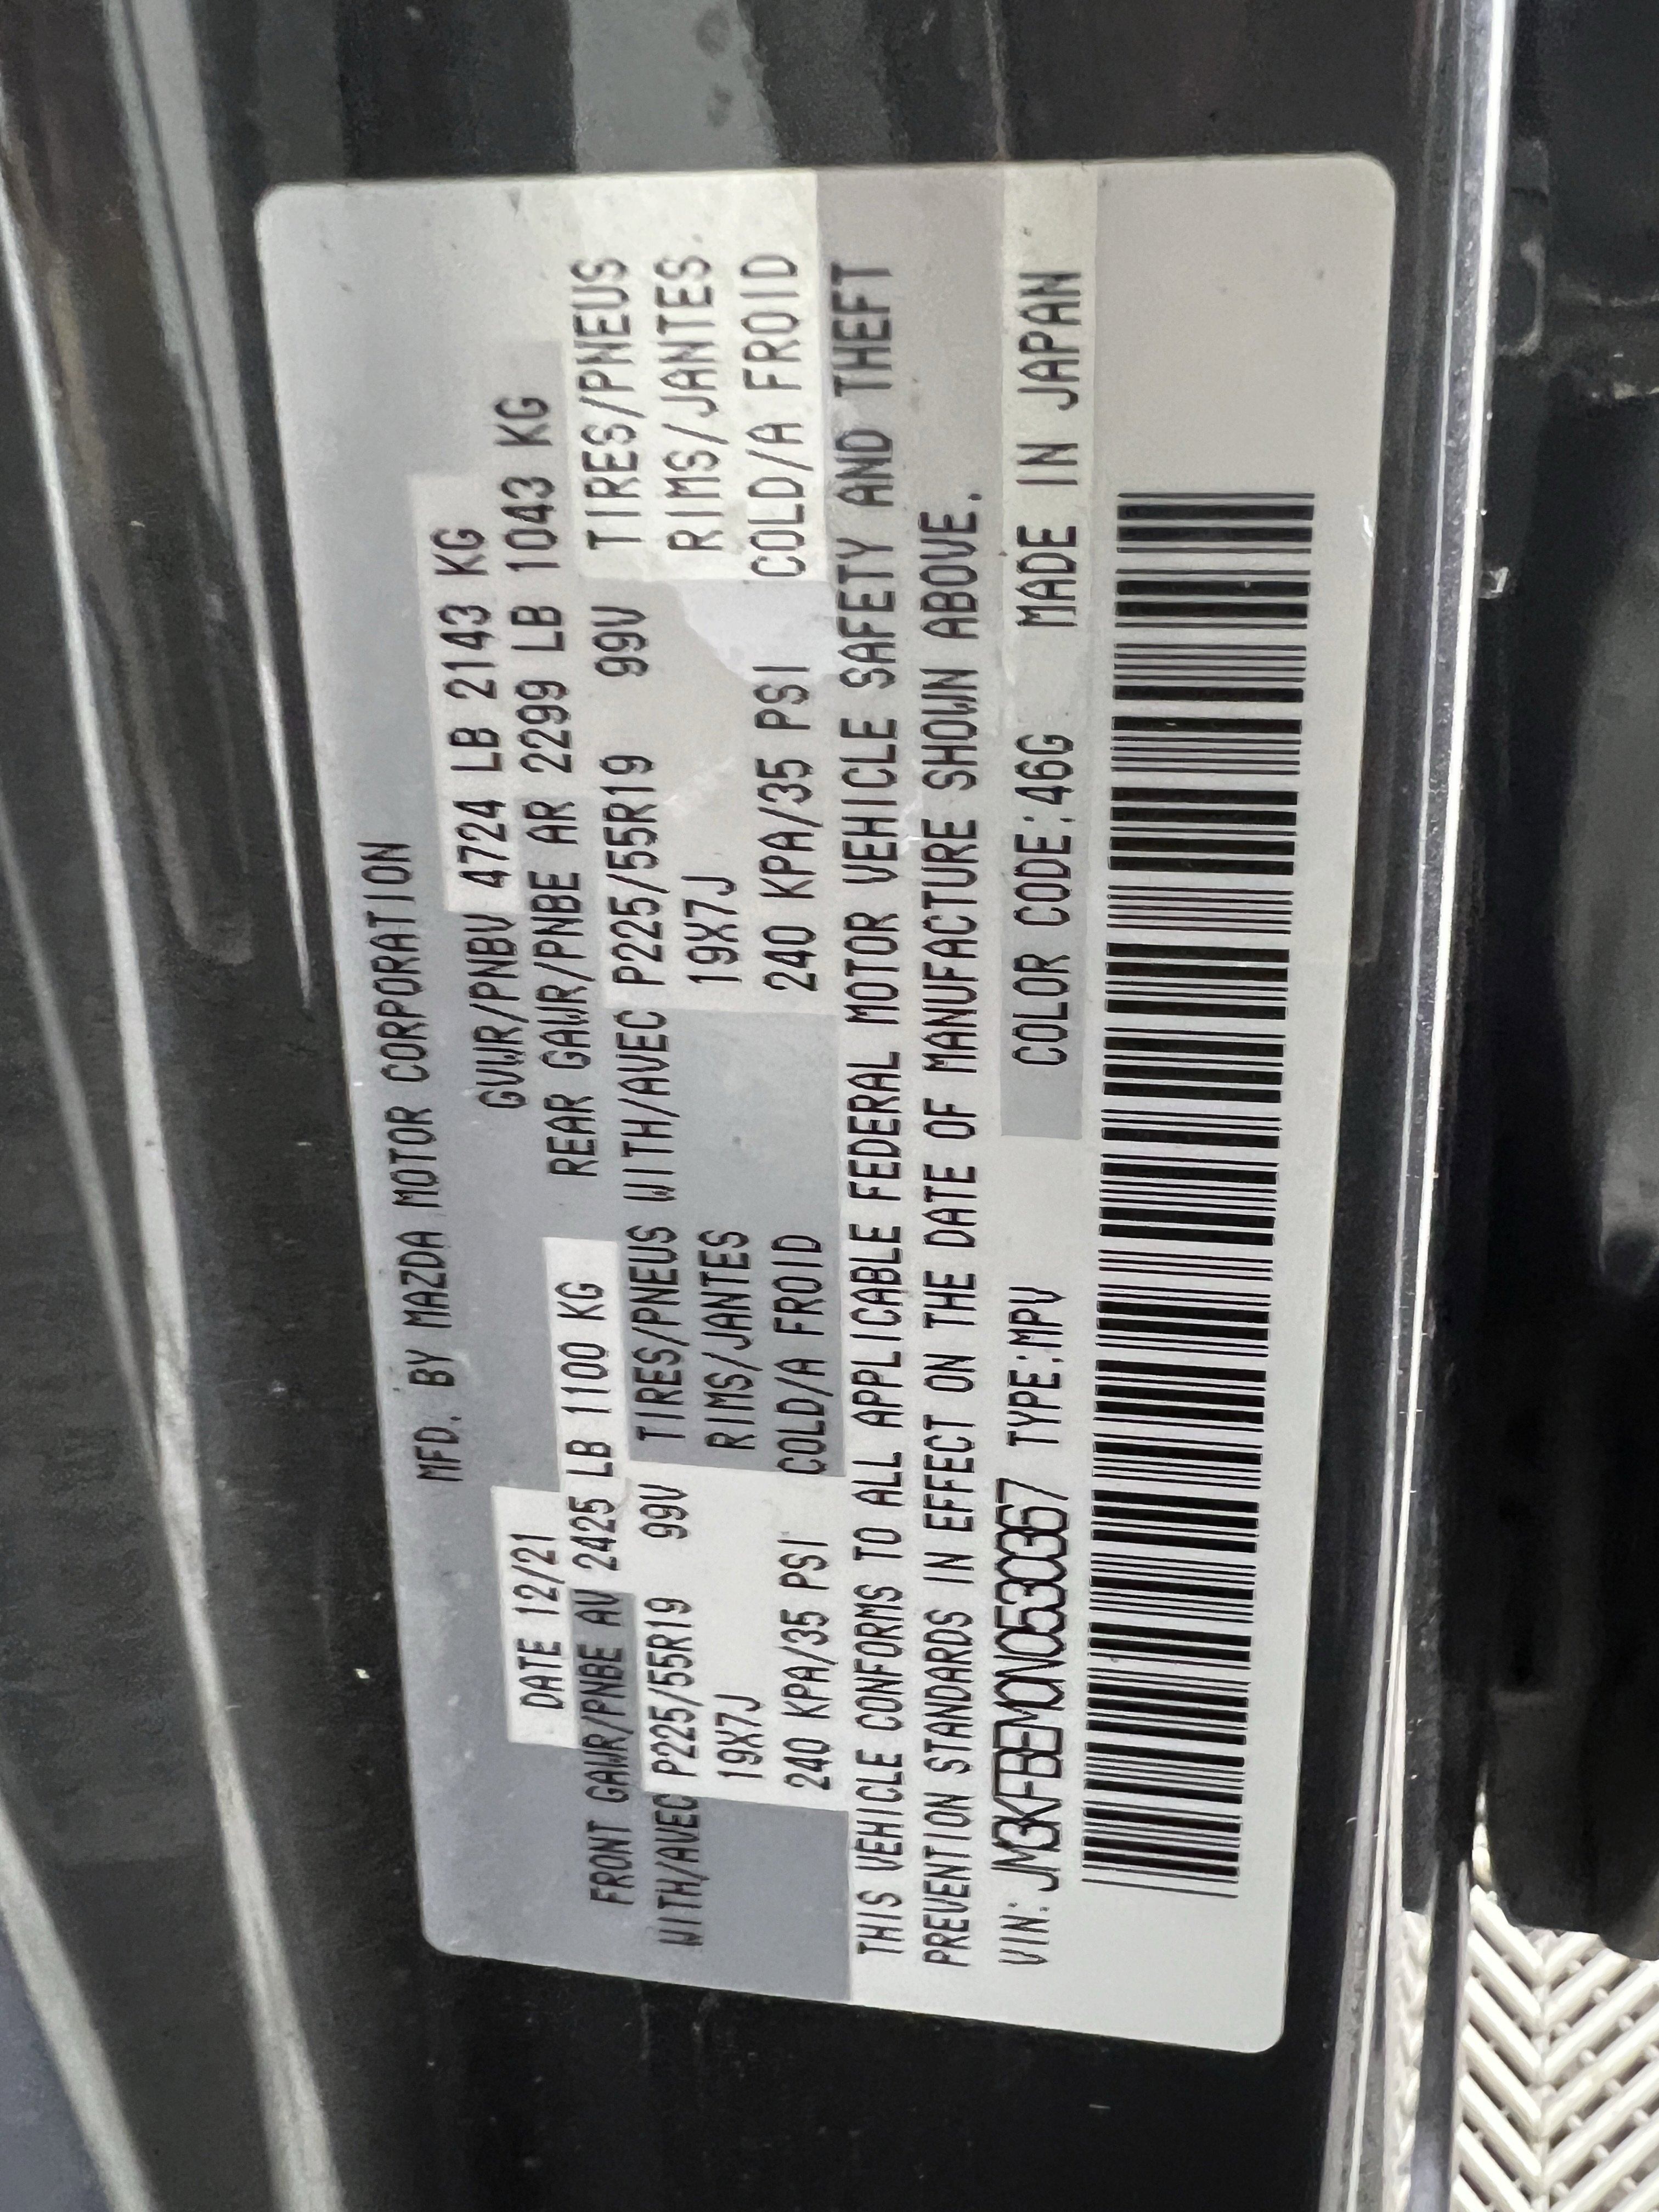 MFD. BY MAZDA MOTOR CORPORATION
DATE 12/21 GVWR/PNBV 4724 LB 2143 KG
FRONT GAWR/PNBE AV 2425 LB 1100 KG REAR GAWR/PNBE AR 2299 LB 1043 KG
WITH/AVEC P225/55R19 99V TIRES/PNEUS WITH/AVEC P225/55R19 99V TIRES/PNEUS
19X7J RIMS/JANTES 19X7J RIMS/JANTES
240 KPA/35 PSI COLD/A FROID 240 KPA/35 PSI COLD/A FROID
THIS VEHICLE CONFORMS TO ALL APPLICABLE FEDERAL MOTOR VEHICLE SAFETY AND THEFT
PREVENTION STANDARDS IN EFFECT ON THE DATE OF MANUFACTURE SHOWN ABOVE.
VIN: JM3KFBEM0N0530367 TYPE:MPV COLOR CODE:46G MADE IN JAPAN